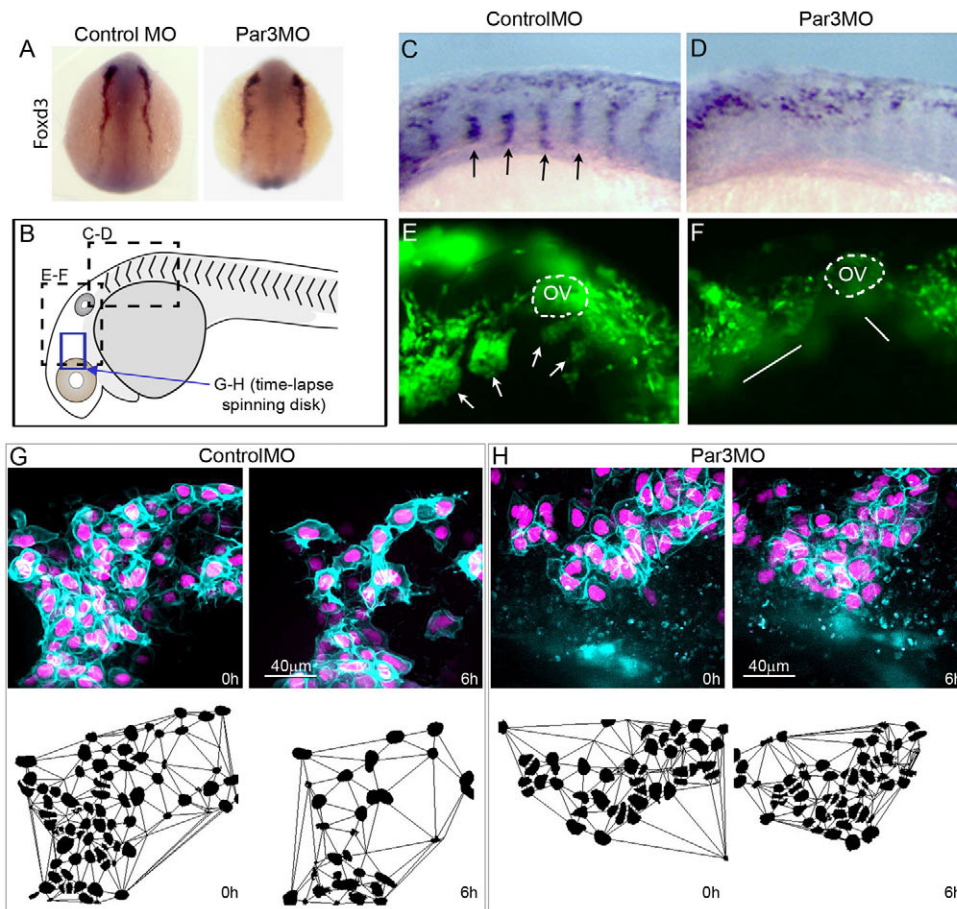 ControlMO
Par3MO
A
Control MO
Par3MO
Foxd3
C
D
B
C-D
E-F
G-H (time-lapse
spinning disk)
E
OV
F
OV
G
ControlMO
0h
40μm
6h
0h
6h
H
Par3MO
0h
40μm
6h
0h
6h